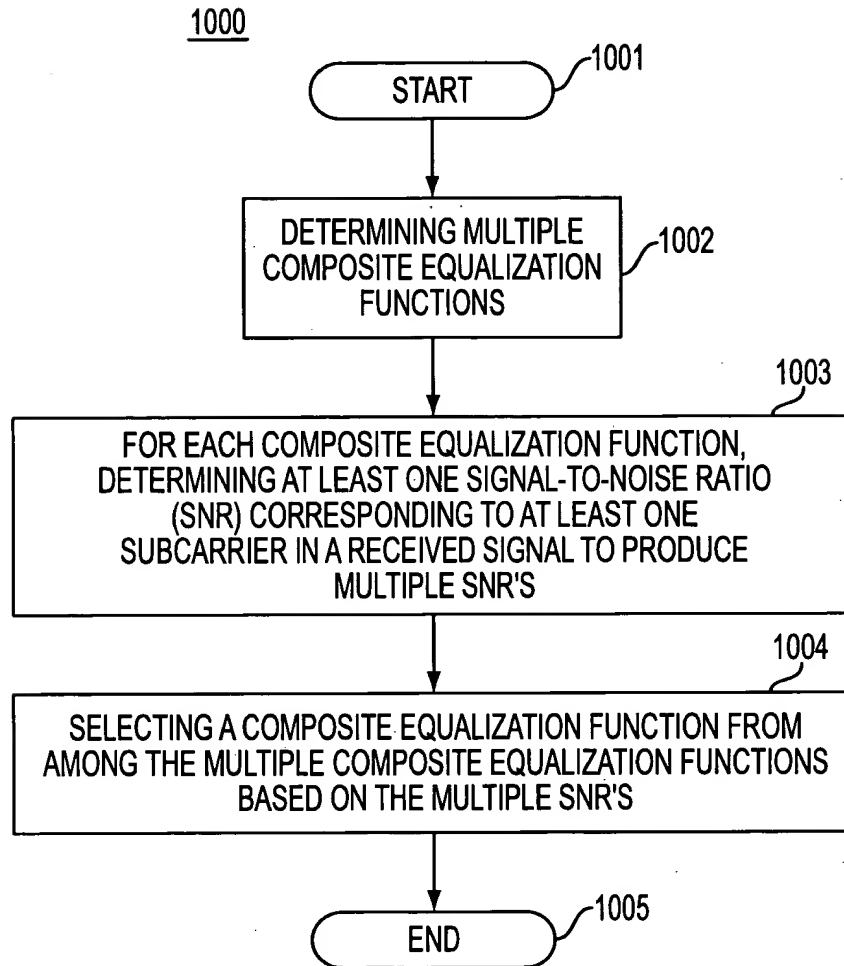 1000
START
1001
DETERMINING MULTIPLE
COMPOSITE EQUALIZATION
FUNCTIONS
1002
1003
FOR EACH COMPOSITE EQUALIZATION FUNCTION,
DETERMINING AT LEAST ONE SIGNAL-TO-NOISE RATIO
(SNR) CORRESPONDING TO AT LEAST ONE
SUBCARRIER IN A RECEIVED SIGNAL TO PRODUCE
MULTIPLE SNR'S
1004
SELECTING A COMPOSITE EQUALIZATION FUNCTION FROM
AMONG THE MULTIPLE COMPOSITE EQUALIZATION FUNCTIONS
BASED ON THE MULTIPLE SNR'S
END
1005